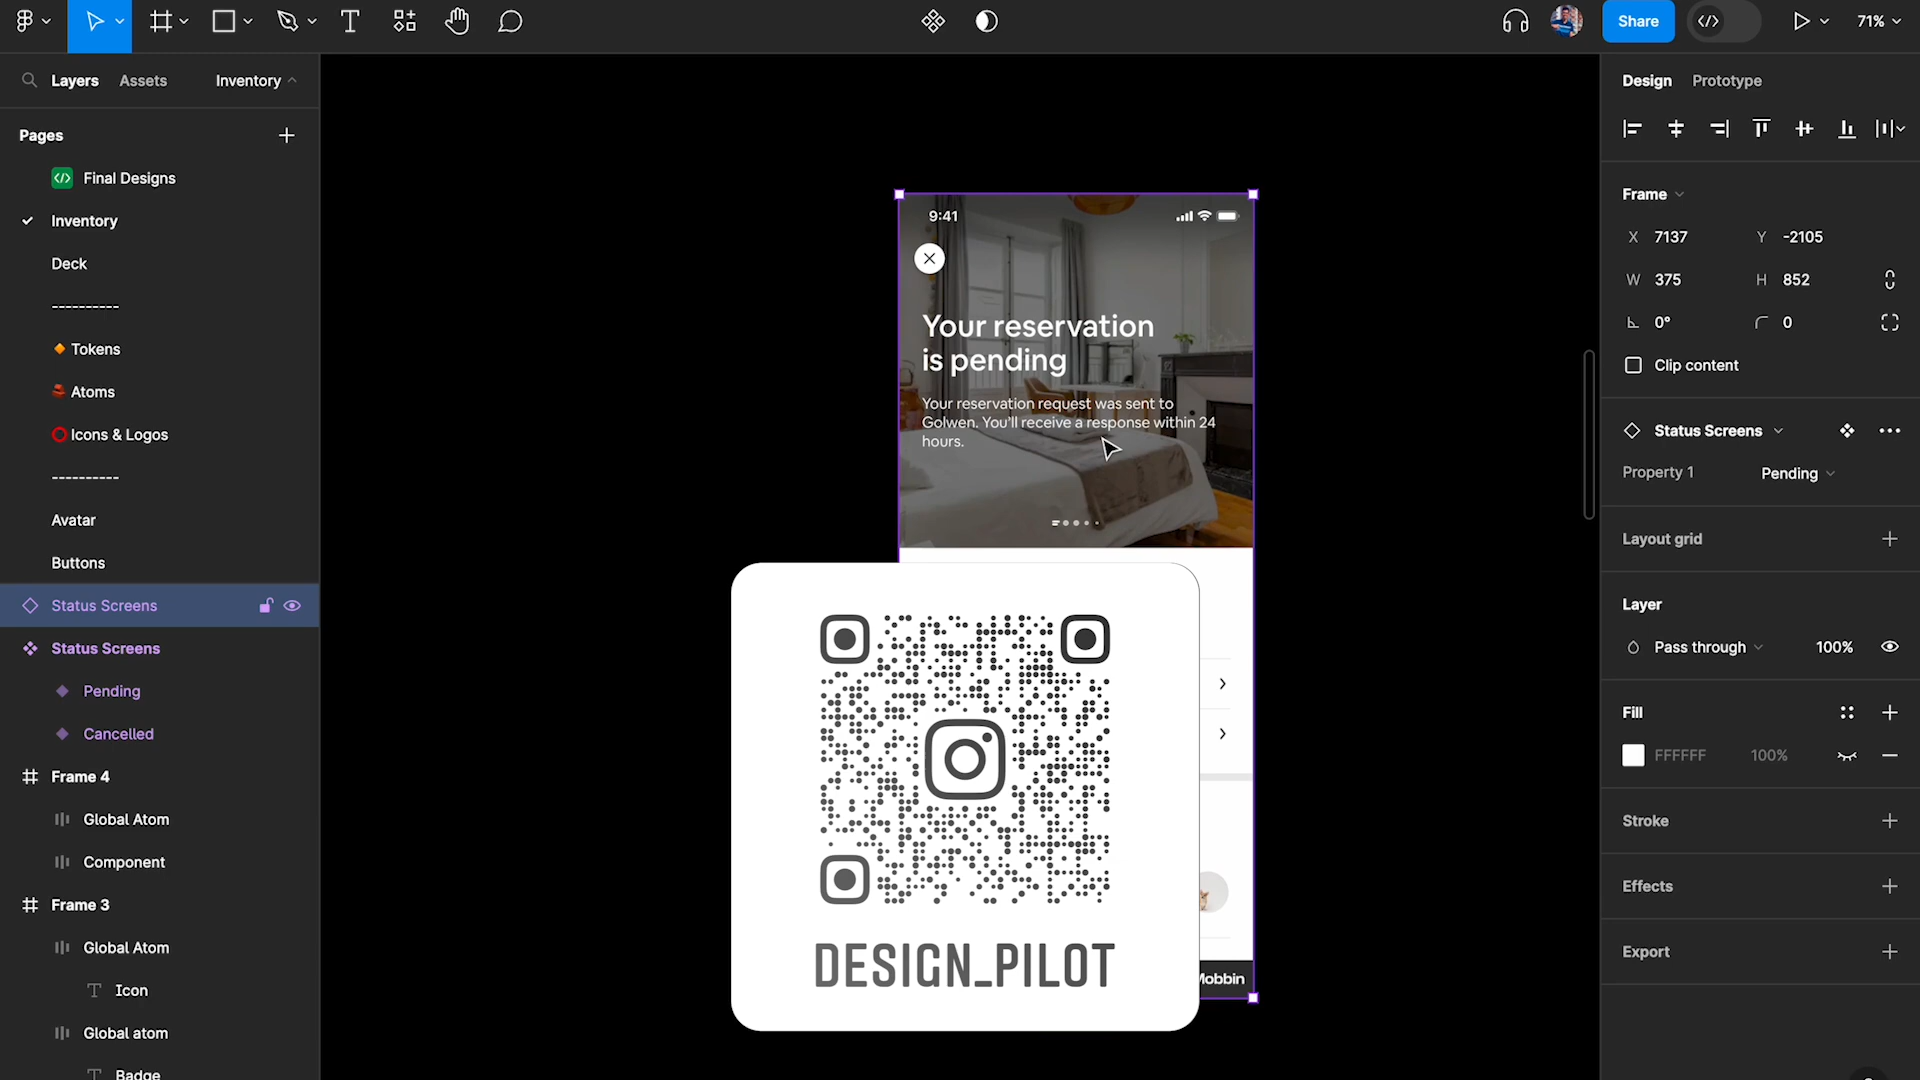 Share
71%
Layers
Assets
Inventory
Design
Prototype
Pages
Final Designs
Inventory
Deck
----------
Tokens
Atoms
Icons & Logos
----------
Avatar
Buttons
Status Screens
Status Screens
Pending
Cancelled
Frame 4
Global Atom
Component
Frame 3
Global Atom
Icon
Global atom
Badge
9:41
Your reservation
is pending
Your reservation request was sent to
Golwen. You'll receive a response within 24
hours.
DESIGN_PILOT
Mobbin
Frame
X 7137
Y -2105
W 375
H 852
0°
0
Clip content
Status Screens
Property 1
Pending
Layout grid
Layer
Pass through
100%
Fill
FFFFFF
100%
Stroke
Effects
Export